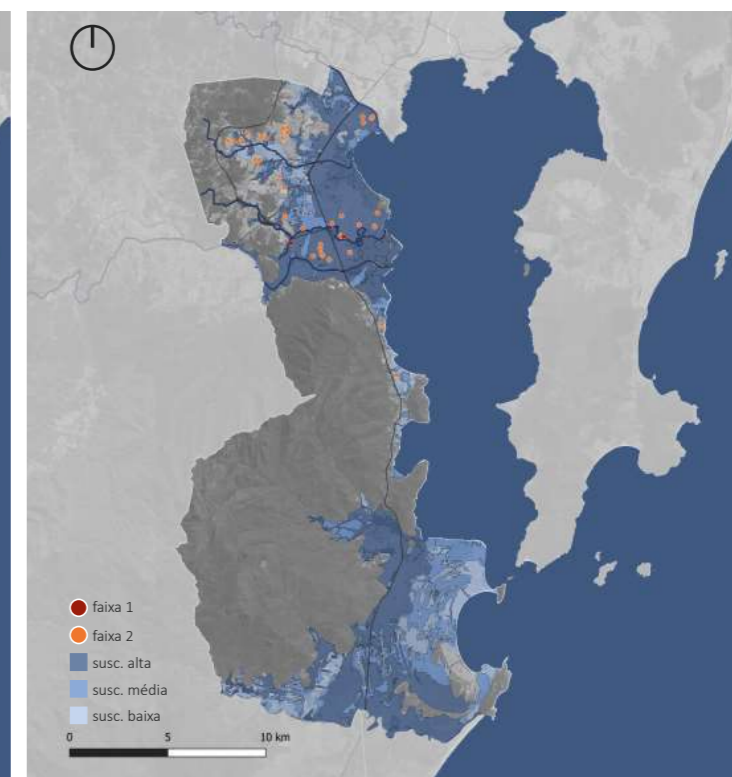 faixa 1
faixa 2
susc. alta
susc. média
susc. baixa
0 5 10 km